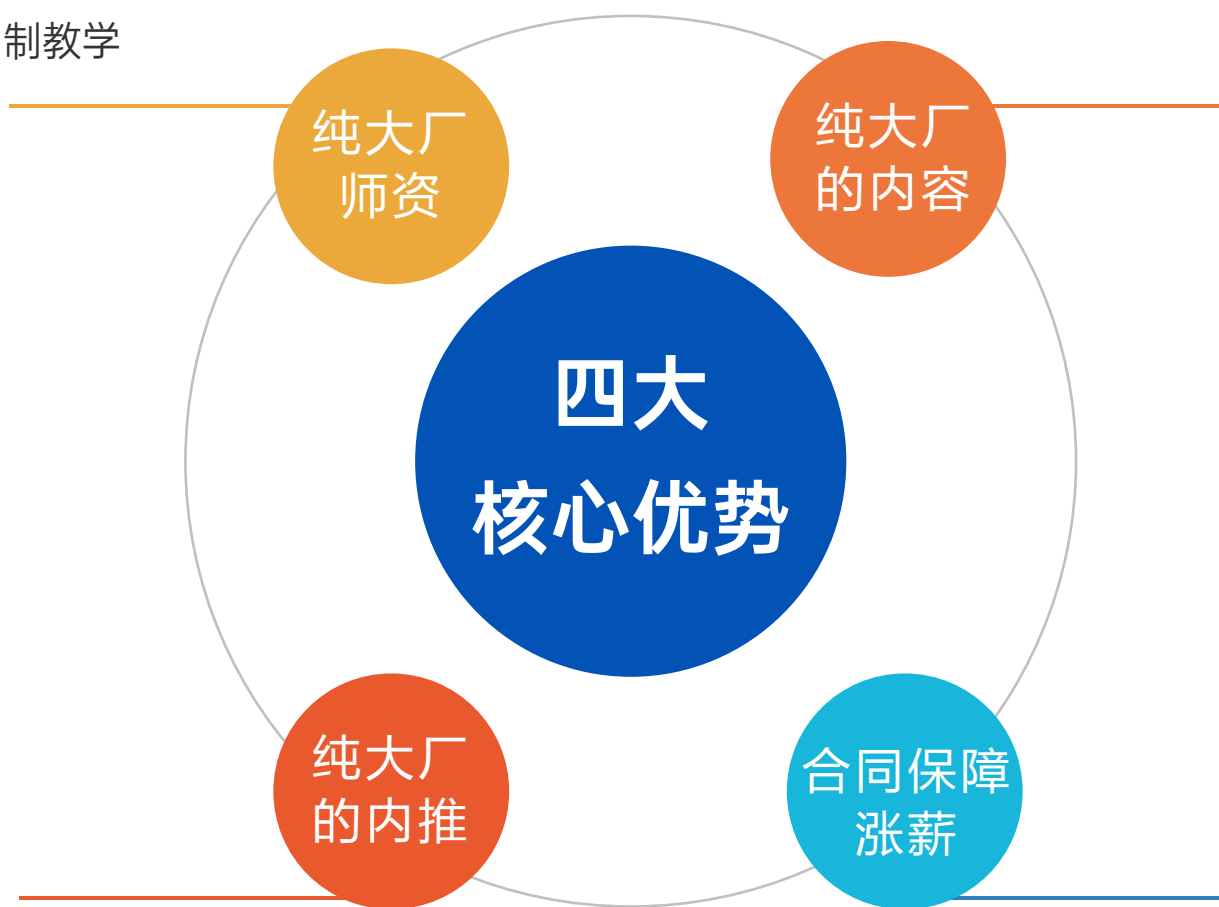 制教学
纯大厂
师资
纯大厂
的内容
四大
核心优势
纯大厂
的内推
合同保障
涨薪